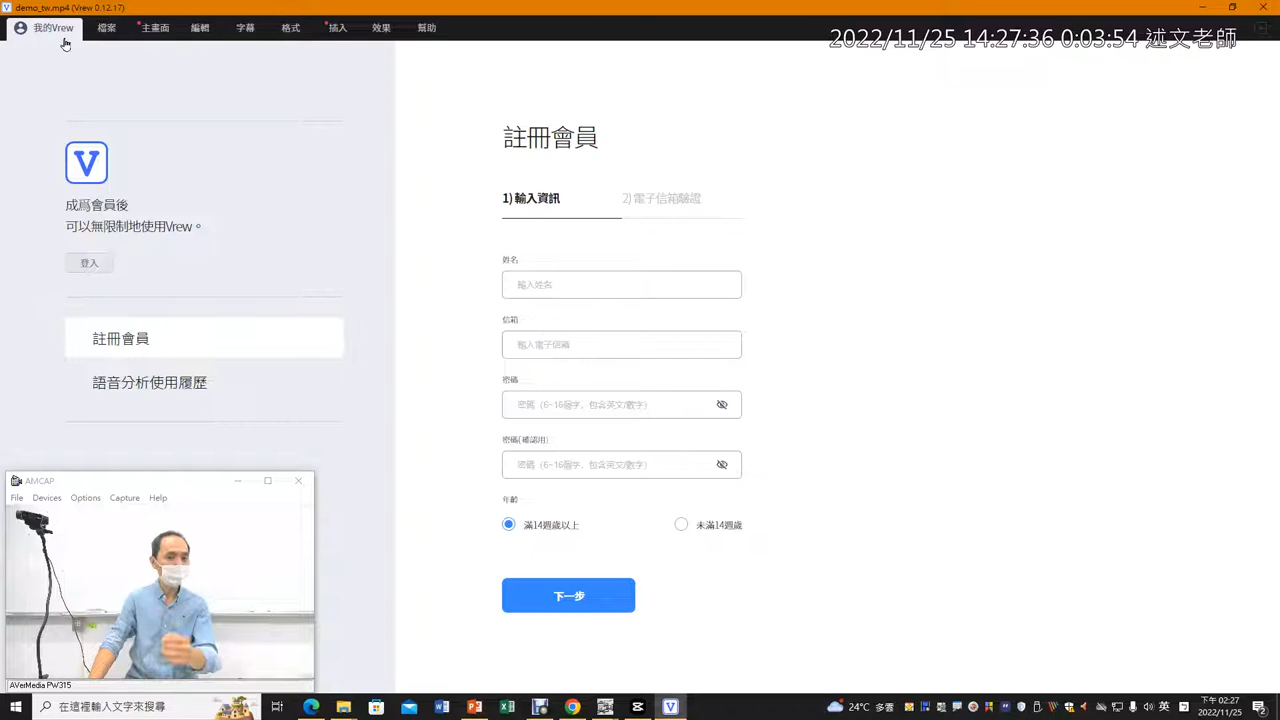 demo_tw.mp4 (Vrew 0.12.17)
我的Vrew 檔案 主畫面 編輯 字幕 格式 插入 效果 幫助
2022/11/25 14:27:36 0:03:54 述文老師
V
成爲會員後
可以無限制地使用Vrew。
登入
註冊會員
語音分析使用履歷
註冊會員
1) 輸入資訊 2) 電子信箱驗證
姓名
輸入姓名
信箱
輸入電子信箱
密碼
密碼（6~16個字，包含英文/數字）
密碼(確認用)
密碼（6~16個字，包含英文/數字）
年齡
滿14週歲以上 未滿14週歲
下一步
AMCAP
File Devices Options Capture Help
AVerMedia PW315
在這裡輸入文字來搜尋
24°C 多雲
英
下午 02:27
2022/11/25